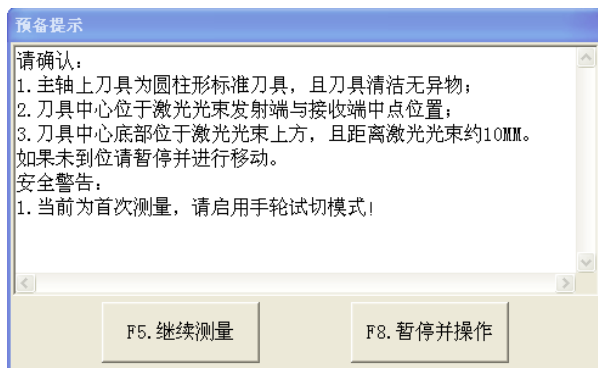 预备提示
请确认：
1.主轴上刀具为圆柱形标准刀具，且刀具清洁无异物；
2.刀具中心位于激光光束发射端与接收端中点位置；
3.刀具中心底部位于激光光束上方，且距离激光光束约10MM。
如果未到位请暂停并进行移动。
安全警告：
1.当前为首次测量，请启用手轮试切模式！
F5.继续测量
F8.暂停并操作